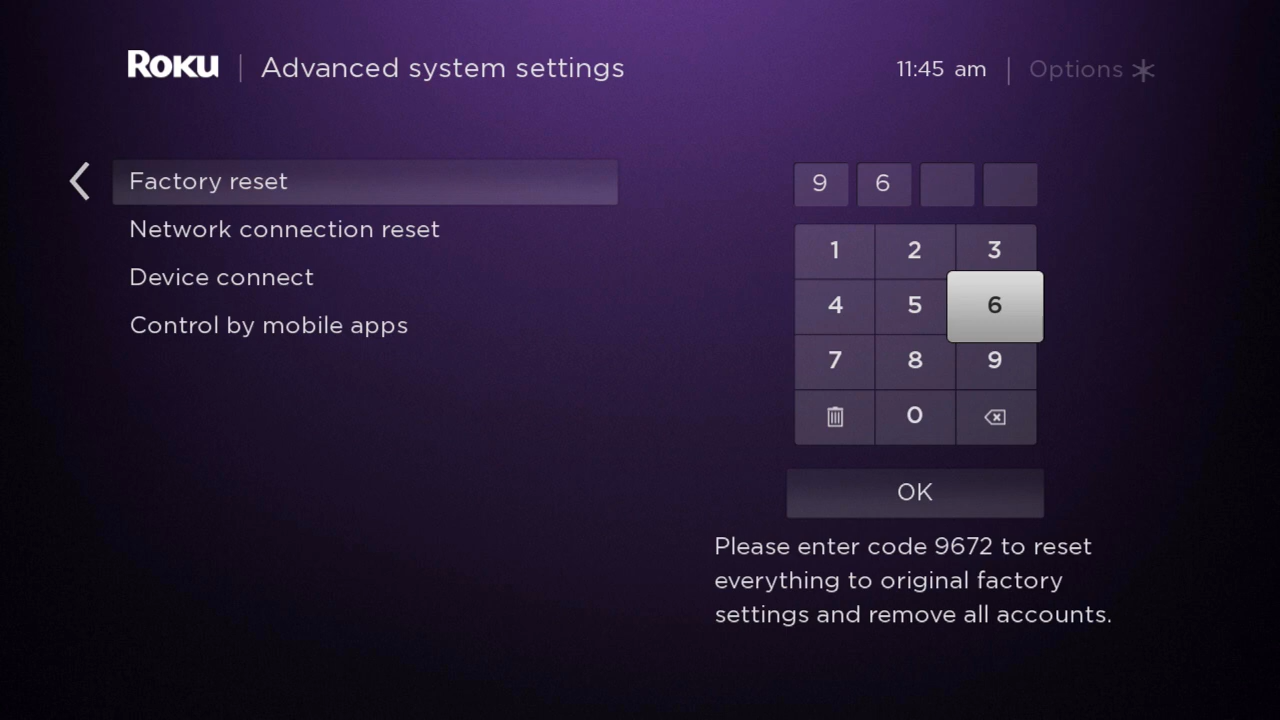 Roku | Advanced system settings
11:45 am | Options
Factory reset
Network connection reset
Device connect
Control by mobile apps
9 6
1 2 3
4 5 6
7 8 9
0
OK
Please enter code 9672 to reset
everything to original factory
settings and remove all accounts.